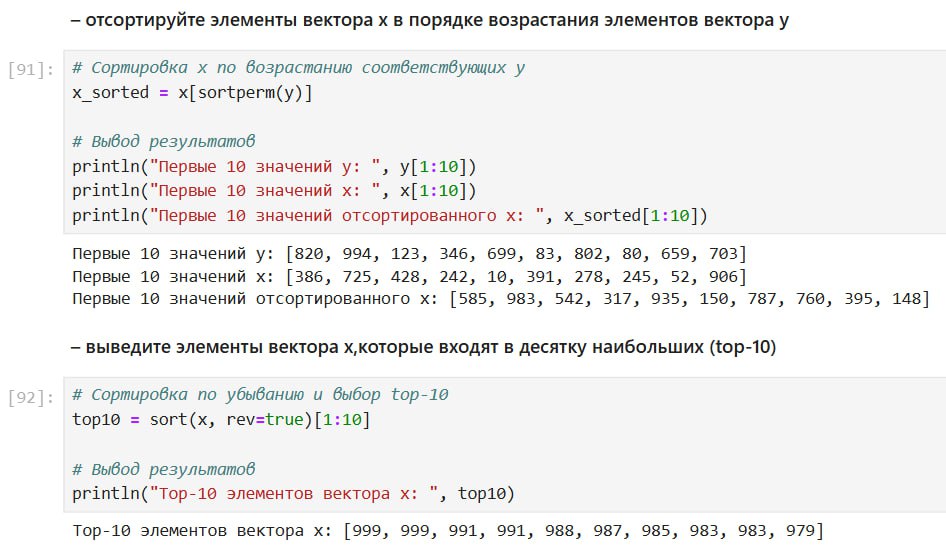 – отсортируйте элементы вектора x в порядке возрастания элементов вектора y
[91]: # Сортировка x по возрастанию соответствующих y
x_sorted = x[sortperm(y)]
# Вывод результатов
println("Первые 10 значений y: ", y[1:10])
println("Первые 10 значений x: ", x[1:10])
println("Первые 10 значений отсортированного x: ", x_sorted[1:10])
Первые 10 значений y: [820, 994, 123, 346, 699, 83, 802, 80, 659, 703]
Первые 10 значений x: [386, 725, 428, 242, 10, 391, 278, 245, 52, 906]
Первые 10 значений отсортированного x: [585, 983, 542, 317, 935, 150, 787, 760, 395, 148]
– выведите элементы вектора x,которые входят в десятку наибольших (top-10)
[92]: # Сортировка по убыванию и выбор top-10
top10 = sort(x, rev=true)[1:10]
# Вывод результатов
println("Top-10 элементов вектора x: ", top10)
Top-10 элементов вектора x: [999, 999, 991, 991, 988, 987, 985, 983, 983, 979]